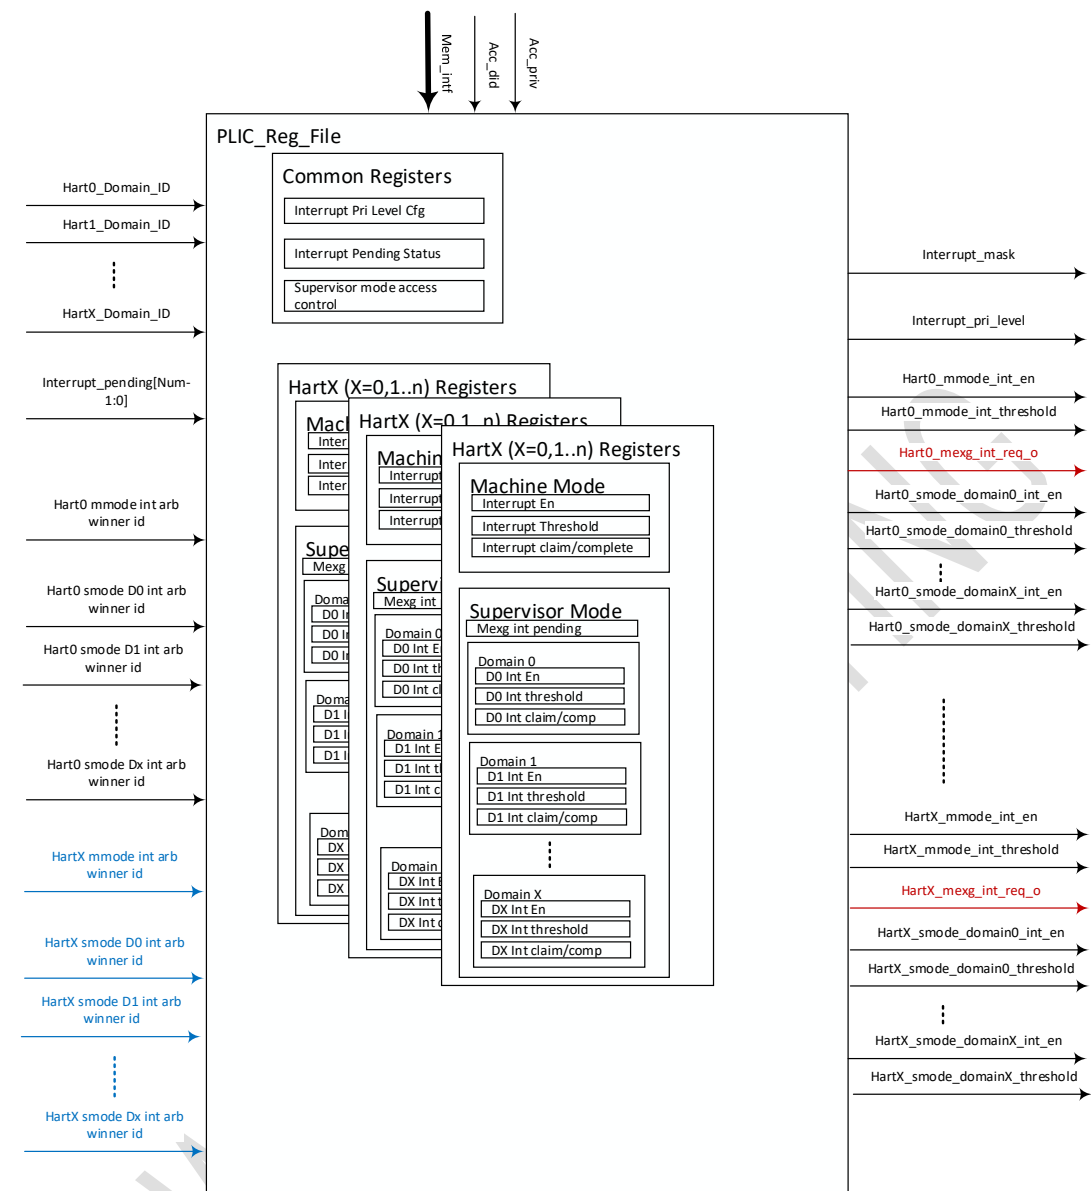 Mem_intf
Acc_did
Acc_priv
PLIC_Reg_File
Common Registers
Interrupt Pri Level Cfg
Interrupt Pending Status
Supervisor mode access
control
Hart0_Domain_ID
Hart1_Domain_ID
HartX_Domain_ID
Interrupt_pending[Num-
1:0]
Hart0 mmode int arb
winner id
Hart0 smode D0 int arb
winner id
Hart0 smode D1 int arb
winner id
Hart0 smode Dx int arb
winner id
HartX mmode int arb
winner id
HartX smode D0 int arb
winner id
HartX smode D1 int arb
winner id
HartX smode Dx int arb
winner id
HartX (X=0,1..n) Registers
HartX (X=0,1..n) Registers
HartX (X=0,1..n) Registers
Machine Mode
Interrupt En
Interrupt Threshold
Interrupt claim/complete
Supervisor Mode
Mexg int pending
Domain 0
D0 Int En
D0 Int threshold
D0 Int claim/comp
Domain 1
D1 Int En
D1 Int threshold
D1 Int claim/comp
Domain X
DX Int En
DX Int threshold
DX Int claim/comp
Interrupt_mask
Interrupt_pri_level
Hart0_mmode_int_en
Hart0_mmode_int_threshold
Hart0_mexg_int_req_o
Hart0_smode_domain0_int_en
Hart0_smode_domain0_threshold
Hart0_smode_domainX_int_en
Hart0_smode_domainX_threshold
HartX_mmode_int_en
HartX_mmode_int_threshold
HartX_mexg_int_req_o
HartX_smode_domain0_int_en
HartX_smode_domain0_threshold
HartX_smode_domainX_int_en
HartX_smode_domainX_threshold